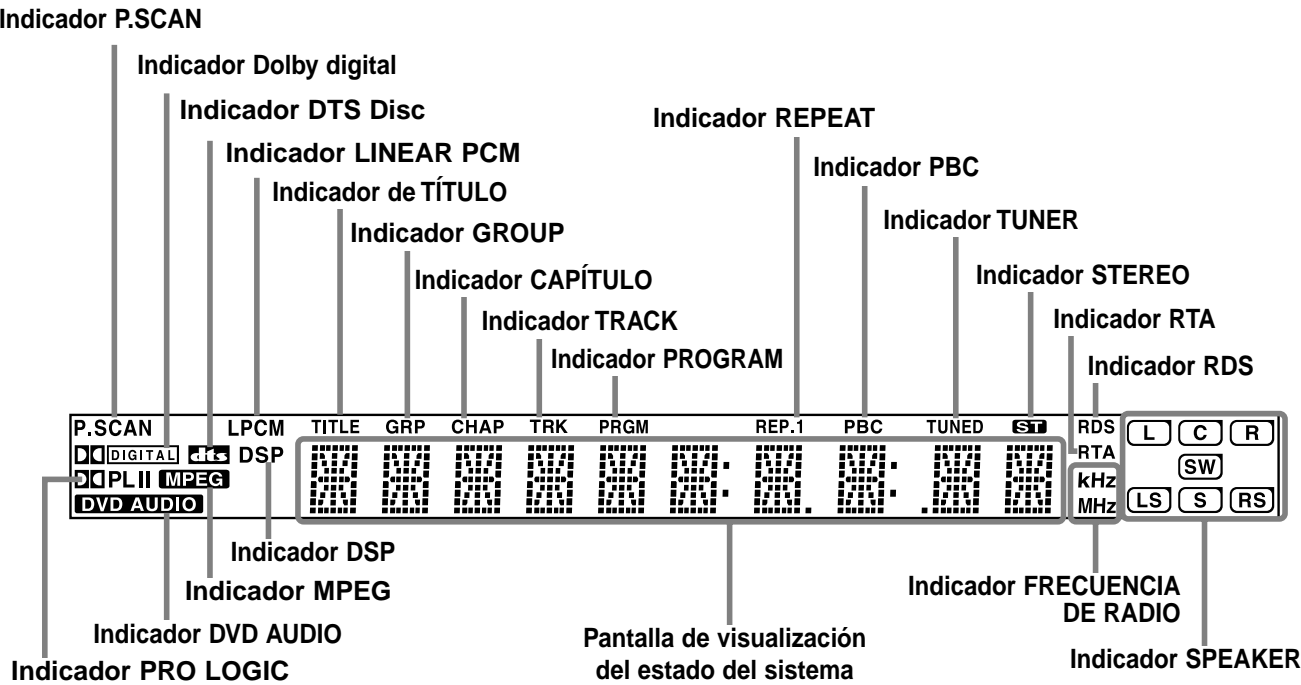 Indicador P.SCAN
Indicador Dolby digital
Indicador DTS Disc
Indicador LINEAR PCM
Indicador de TÍTULO
Indicador GROUP
Indicador CAPÍTULO
Indicador TRACK
Indicador PROGRAM
Indicador REPEAT
Indicador PBC
Indicador TUNER
Indicador STEREO
Indicador RTA
Indicador RDS
P.SCAN LPCM TITLE GRP CHAP TRK PRGM REP.1 PBC TUNED ST RDS
DIGITAL dts DSP RTA
PL II MPEG kHz
DVD AUDIO MHz
L C R
SW
LS S RS
Indicador DSP
Indicador MPEG
Indicador DVD AUDIO
Indicador PRO LOGIC
Pantalla de visualización
del estado del sistema
Indicador FRECUENCIA
DE RADIO
Indicador SPEAKER